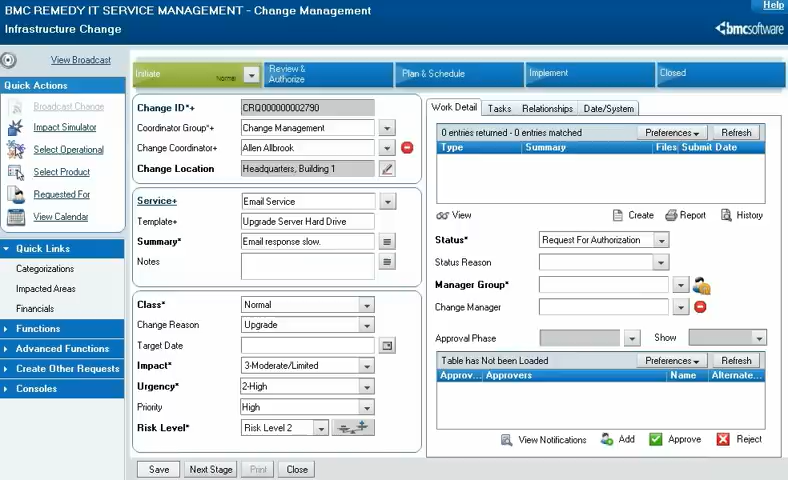 BMC REMEDY IT SERVICE MANAGEMENT - Change Management
Help
Infrastructure Change
bmcsoftware
View Broadcast
Quick Actions
Broadcast Change
Impact Simulator
Select Operational
Select Product
Requested For
View Calendar
Quick Links
Categorizations
Impacted Areas
Financials
Functions
Advanced Functions
Create Other Requests
Consoles
Initiate
Normal
Review &
Authorize
Plan & Schedule
Implement
Closed
Change ID*+ CRQ000000002790
Coordinator Group*+ Change Management
Change Coordinator+ Allen Allbrook
Change Location Headquarters, Building 1
Service+ Email Service
Template+ Upgrade Server Hard Drive
Summary* Email response slow.
Notes
Class* Normal
Change Reason Upgrade
Target Date
Impact* 3-Moderate/Limited
Urgency* 2-High
Priority High
Risk Level* Risk Level 2
Work Detail Tasks Relationships Date/System
0 entries returned - 0 entries matched Preferences Refresh
Type Summary Files Submit Date
View Create Report History
Status* Request For Authorization
Status Reason
Manager Group*
Change Manager
Approval Phase Show
Table has Not been Loaded Preferences Refresh
Approv... Approvers Name Alternate...
View Notifications Add Approve Reject
Save Next Stage Print Close